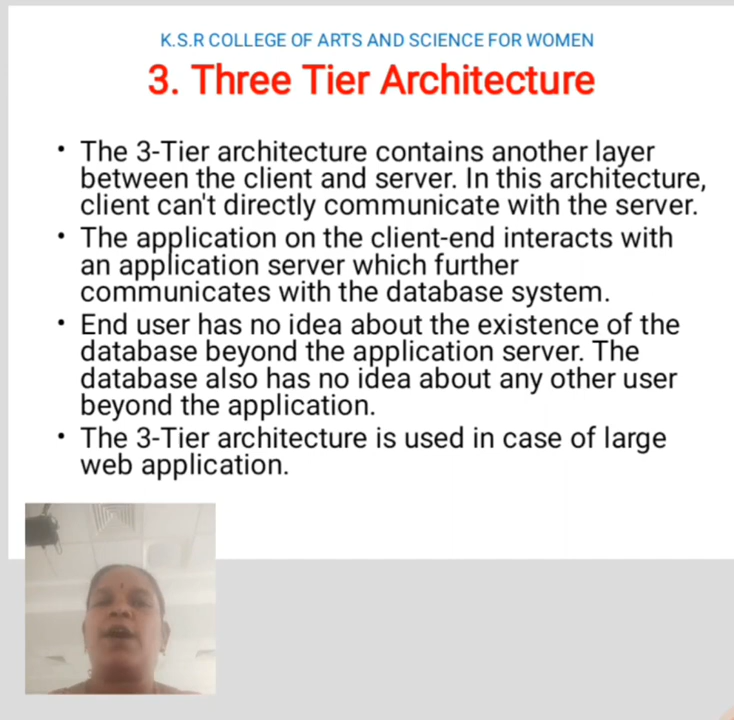 K.S.R COLLEGE OF ARTS AND SCIENCE FOR WOMEN
3. Three Tier Architecture
• The 3-Tier architecture contains another layer
between the client and server. In this architecture,
client can't directly communicate with the server.
• The application on the client-end interacts with
an application server which further
communicates with the database system.
• End user has no idea about the existence of the
database beyond the application server. The
database also has no idea about any other user
beyond the application.
• The 3-Tier architecture is used in case of large
web application.